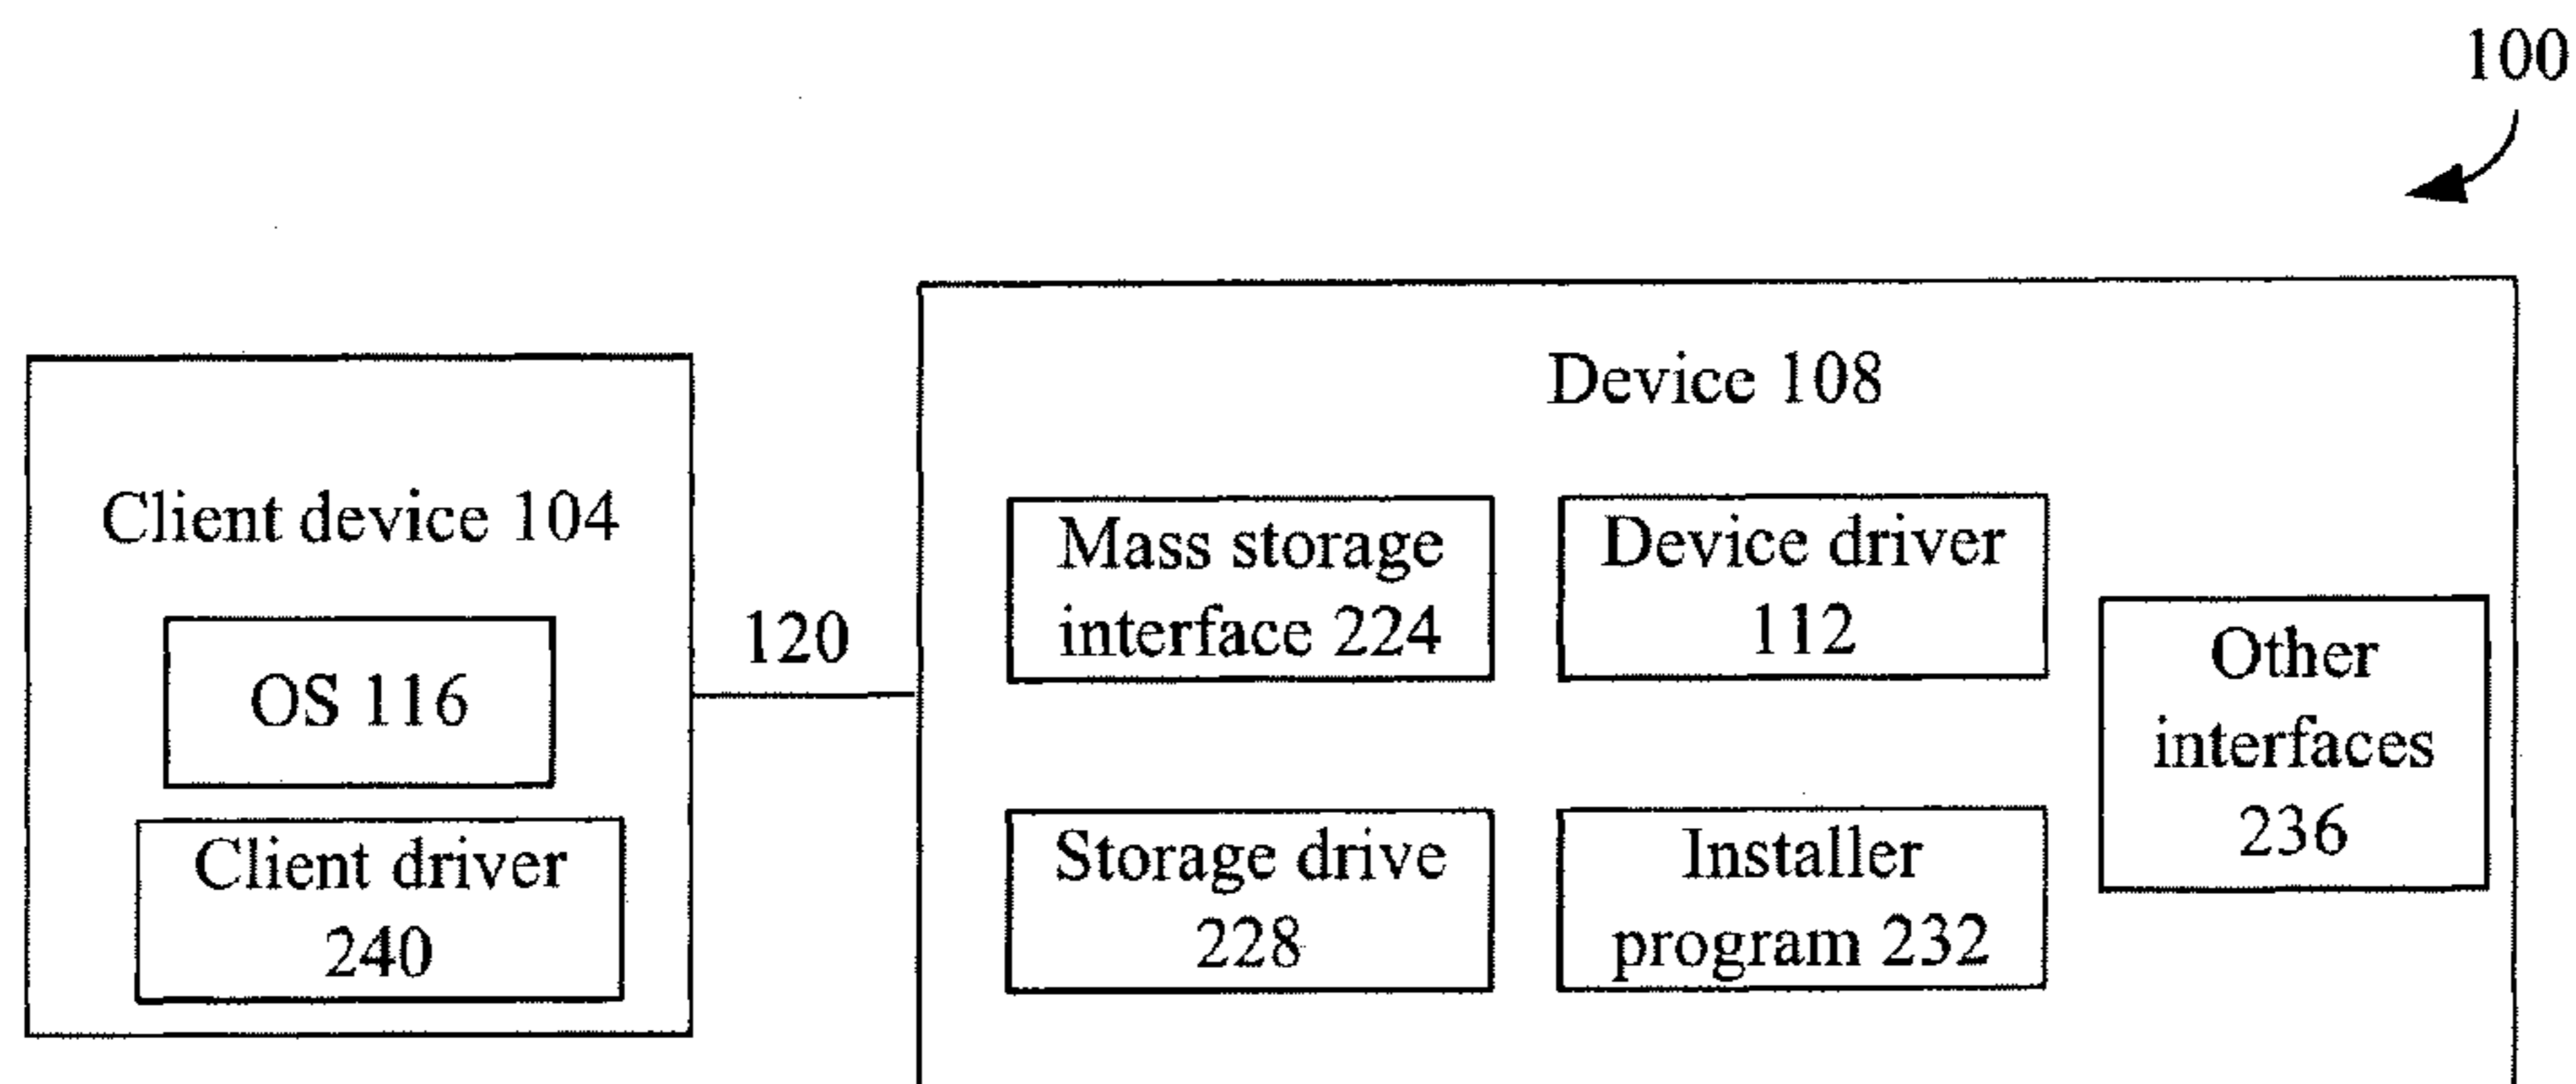 100
Client device 104
OS 116
Client driver
240
120
Device 108
Mass storage
interface 224
Device driver
112
Storage drive
228
Installer
program 232
Other
interfaces
236